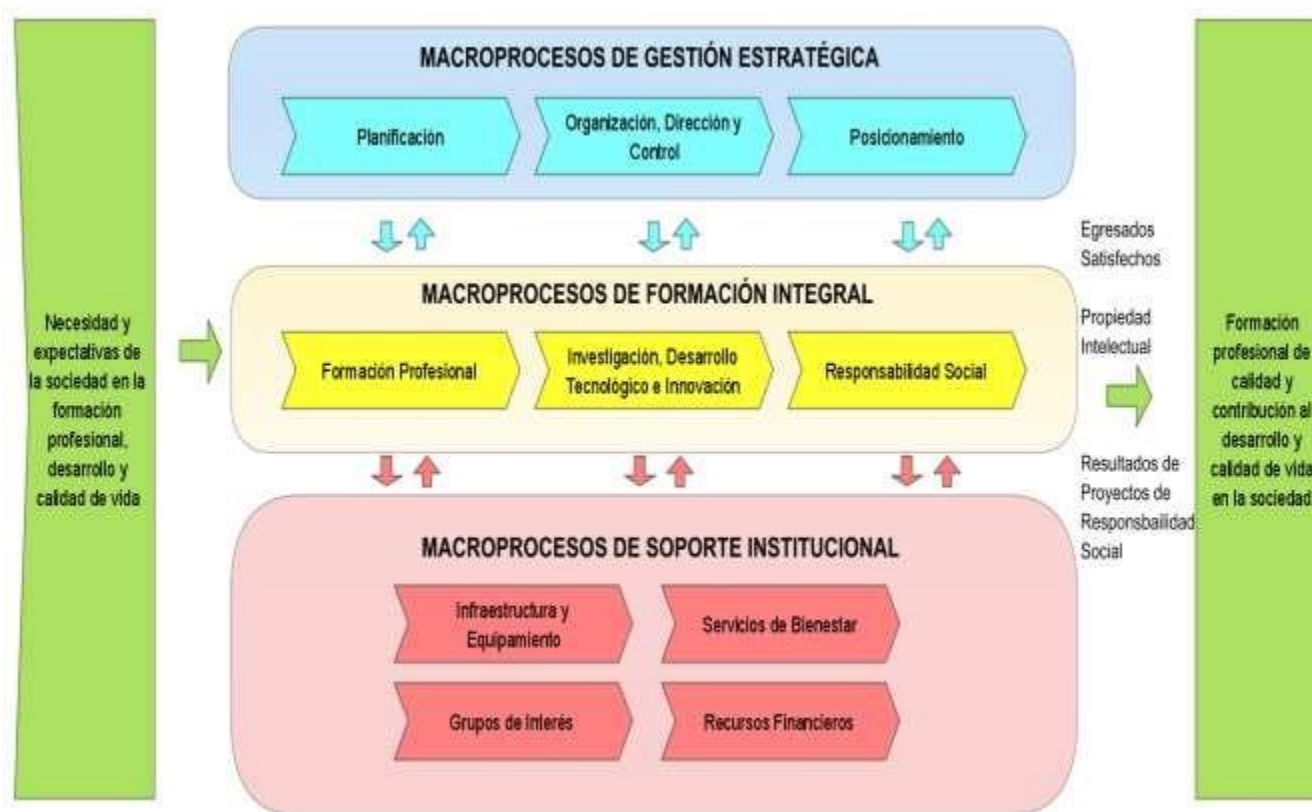 MACROPROCESOS DE GESTIÓN ESTRATÉGICA
Planificación
Organización, Dirección y
Control
Posicionamiento
Necesidad y
expectativas de
la sociedad en la
formación
profesional,
desarrollo y
calidad de vida
MACROPROCESOS DE FORMACIÓN INTEGRAL
Formación Profesional
Investigación, Desarrollo
Tecnológico e Innovación
Responsabilidad Social
Egresados
Satisfechos
Propiedad
Intelectual
Resultados de
Proyectos de
Responsbailidad
Social
Formación
profesional de
calidad y
contribución al
desarrollo y
calidad de vida
en la sociedad
MACROPROCESOS DE SOPORTE INSTITUCIONAL
Infraestructura y
Equipamiento
Servicios de Bienestar
Grupos de Interés
Recursos Financieros